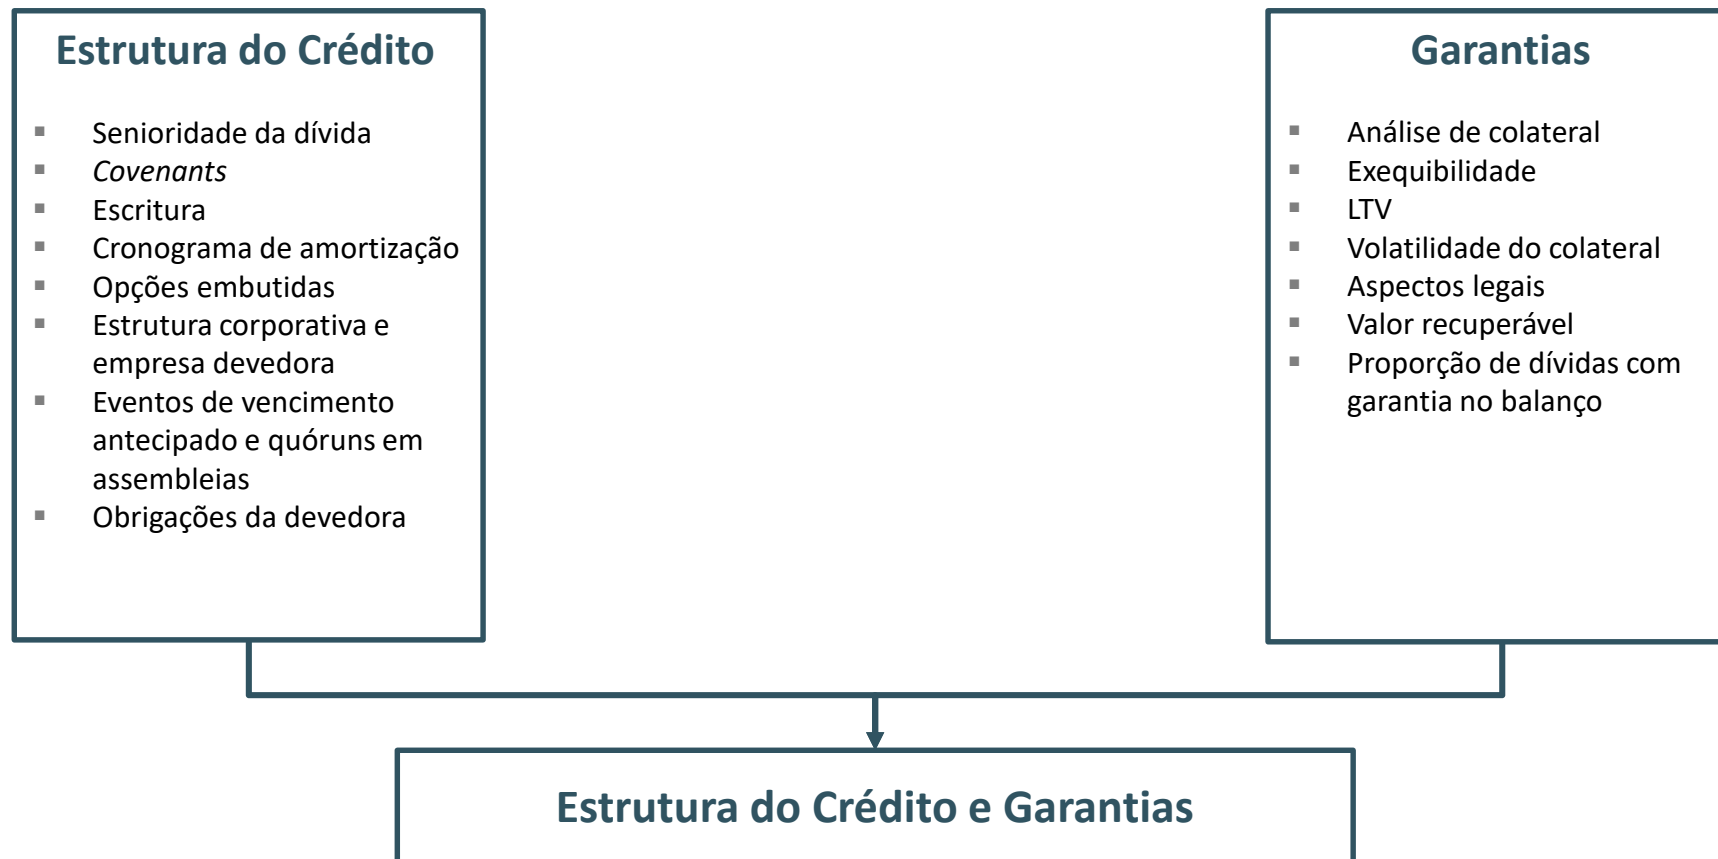 Estrutura do Crédito
▪ Senioridade da dívida
▪ Covenants
▪ Escritura
▪ Cronograma de amortização
▪ Opções embutidas
▪ Estrutura corporativa e
empresa devedora
▪ Eventos de vencimento
antecipado e quóruns em
assembleias
▪ Obrigações da devedora
Garantias
▪ Análise de colateral
▪ Exequibilidade
▪ LTV
▪ Volatilidade do colateral
▪ Aspectos legais
▪ Valor recuperável
▪ Proporção de dívidas com
garantia no balanço
Estrutura do Crédito e Garantias